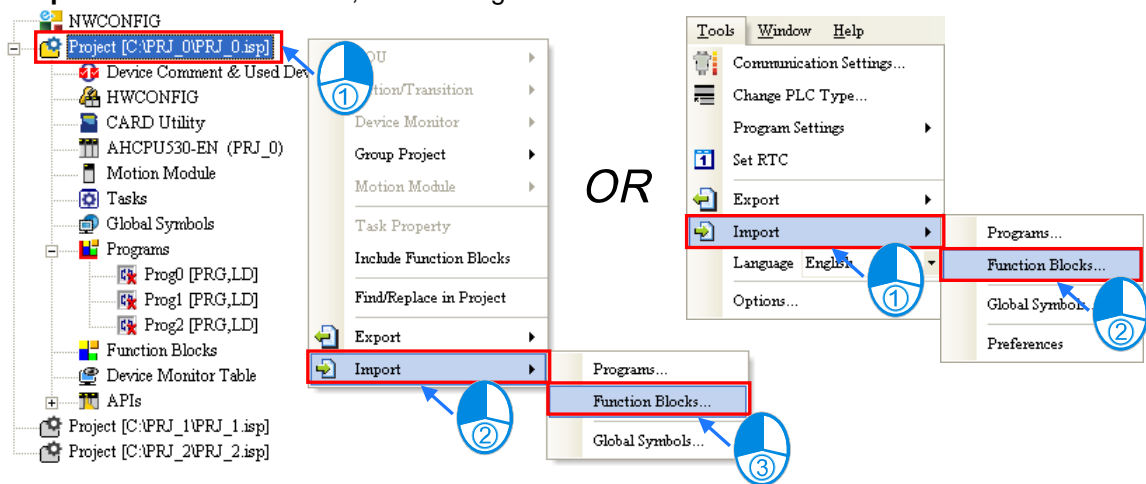 NWCONFIG
Project [C:\PRJ_0\PRJ_0.isp]
Device Comment & Used Dev
HWCONFIG
CARD Utility
AHCPU530-EN (PRJ_0)
Motion Module
Tasks
Global Symbols
Programs
Prog0 [PRG,LD]
Prog1 [PRG,LD]
Prog2 [PRG,LD]
Function Blocks
Device Monitor Table
APIs
Project [C:\PRJ_1\PRJ_1.isp]
Project [C:\PRJ_2\PRJ_2.isp]
①
Device Monitor
Group Project
Motion Module
Task Property
Include Function Blocks
Find/Replace in Project
Export
Import
②
Programs...
Function Blocks...
Global Symbols...
③
OR
Tools Window Help
Communication Settings...
Change PLC Type...
Program Settings
Set RTC
Export
Import
Language English
Options...
①
Programs...
Function Blocks...
Global Symbols
Preferences
②